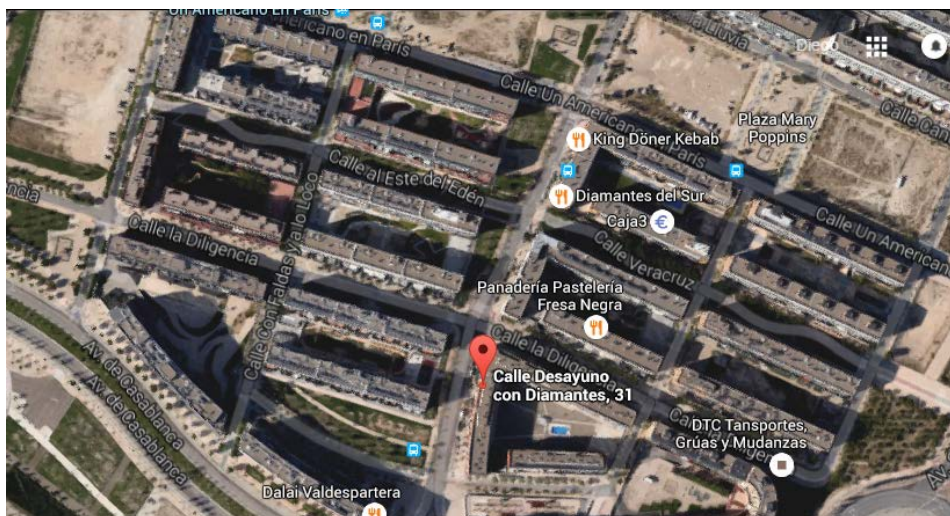 Un Americano En París
Americano en París
la Lluvia
Diego
Calle Un Americano en París
Plaza Mary
Poppins
King Döner Kebab
Calle al Este del Edén
Diamantes del Sur
Caja3
Calle Un American
Calle la Diligencia
Calle Con Faldas y a lo Loco
Calle Veracruz
Panadería Pastelería
Fresa Negra
Calle la Diligencia
Calle Desayuno
con Diamantes, 31
Av. de Casablanca
Av. de Casablanca
DTC Tansportes,
Grúas y Mudanzas
Dalai Valdespartera